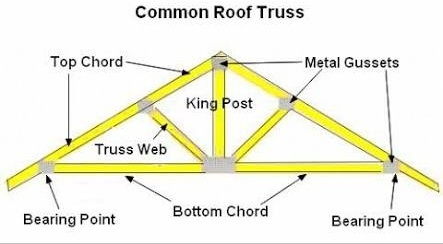 Common Roof Truss
Top Chord
Metal Gussets
King Post
Truss Web
Bottom Chord
Bearing Point
Bearing Point